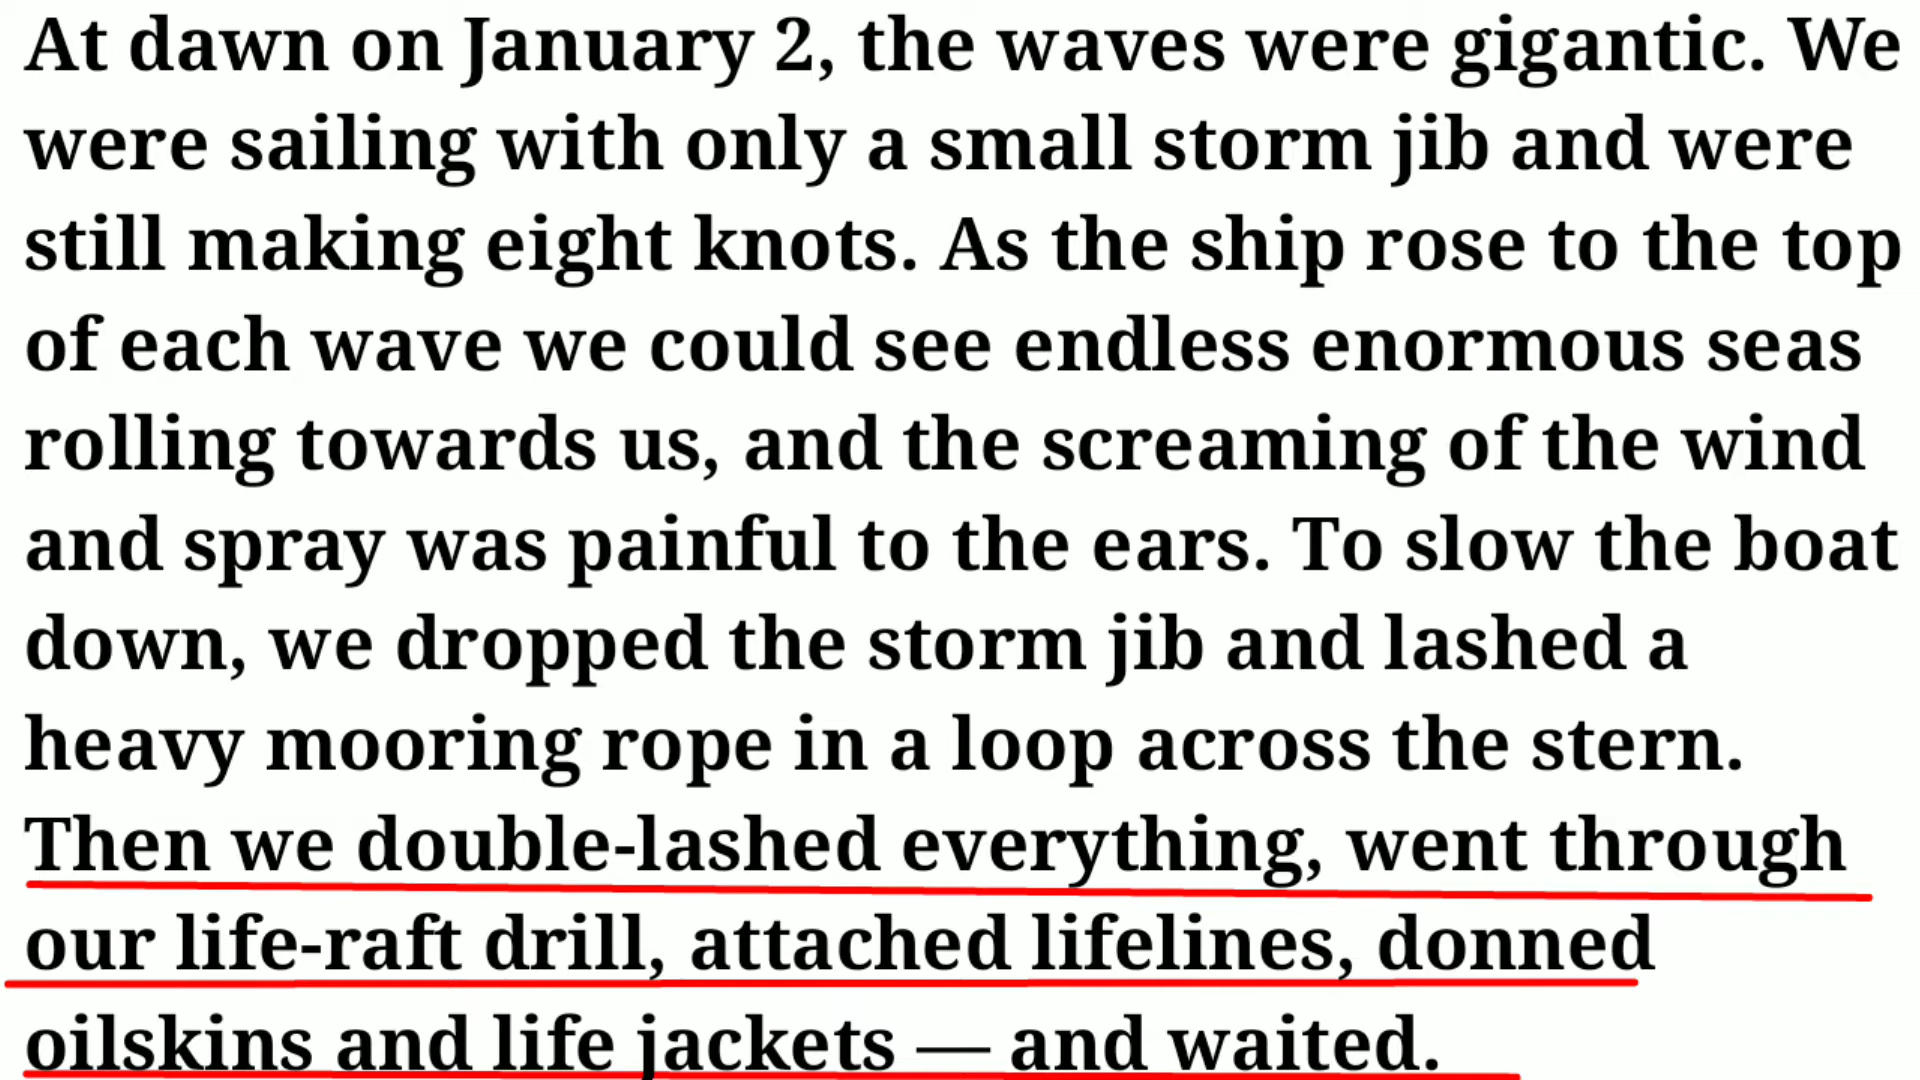 At dawn on January 2, the waves were gigantic. We
were sailing with only a small storm jib and were
still making eight knots. As the ship rose to the top
of each wave we could see endless enormous seas
rolling towards us, and the screaming of the wind
and spray was painful to the ears. To slow the boat
down, we dropped the storm jib and lashed a
heavy mooring rope in a loop across the stern.
Then we double-lashed everything, went through
our life-raft drill, attached lifelines, donned
oilskins and life jackets — and waited.